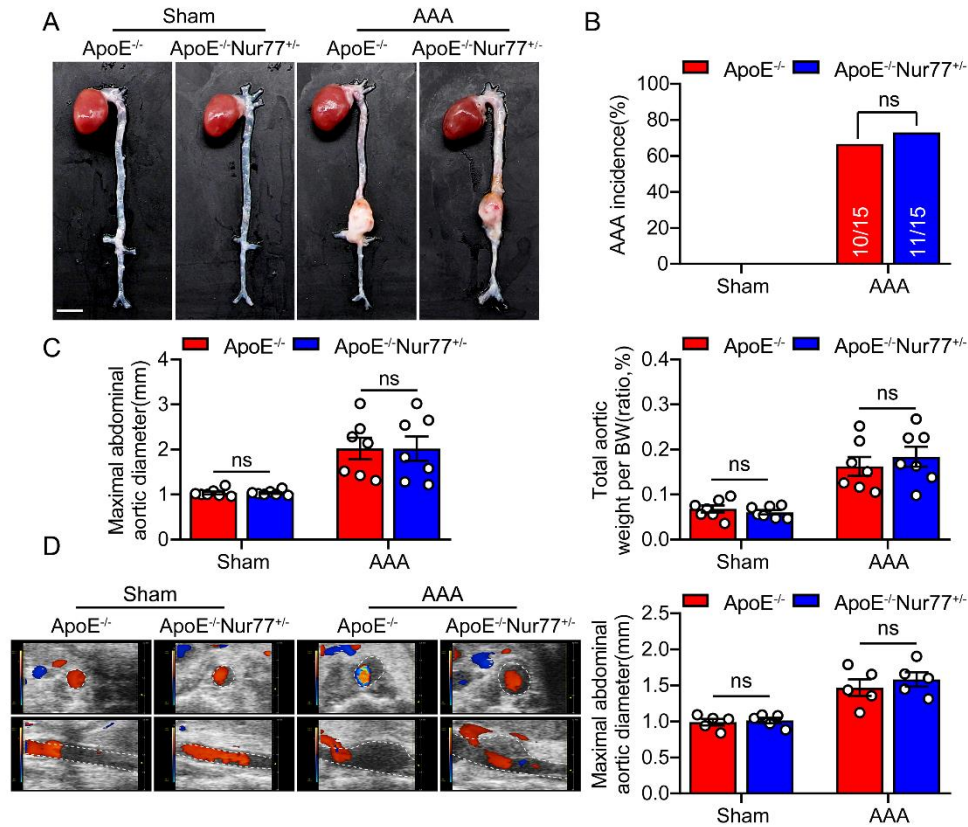 A
Sham
AAA
ApoE-/-
ApoE-/-Nur77+/-
ApoE-/-
ApoE-/-Nur77+/-
B
ApoE-/-
ApoE-/-Nur77+/-
AAA incidence(%)
100
80
60
40
20
0
ns
10/15
11/15
Sham
AAA
C
ApoE-/-
ApoE-/-Nur77+/-
Maximal abdominal
aortic diameter(mm)
4
3
2
1
0
ns
ns
Sham
AAA
ApoE-/-
ApoE-/-Nur77+/-
Total aortic
weight per BW(ratio,%)
0.4
0.3
0.2
0.1
0.0
ns
ns
Sham
AAA
D
Sham
AAA
ApoE-/-
ApoE-/-Nur77+/-
ApoE-/-
ApoE-/-Nur77+/-
ApoE-/-
ApoE-/-Nur77+/-
Maximal abdominal
aortic diameter(mm)
2.5
2.0
1.5
1.0
0.5
0.0
ns
ns
Sham
AAA